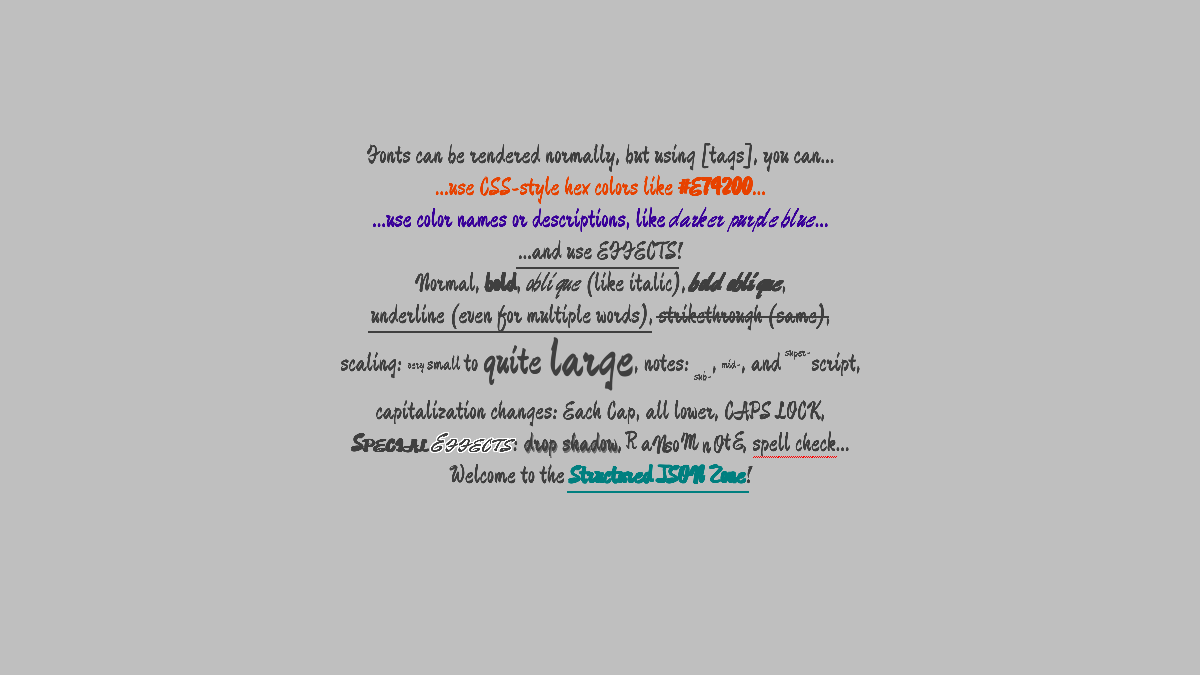 Fonts can be rendered normally, but using [tags], you can...
...use CSS-style hex colors like #E74200...
...use color names or descriptions, like darker purple blue...
...and use EFFECTS!
Normal, bold, oblique (like italic), bold oblique,
underline (even for multiple words), strikethrough (same),
scaling: very small to quite large, notes: sub-, mid-, and super-script,
capitalization changes: Each Cap, all lower, CAPS LOCK,
SPECIAL EFFECTS: drop shadow, RaNsoM nOtE, spell check...
Welcome to the Structured JSON Zone!